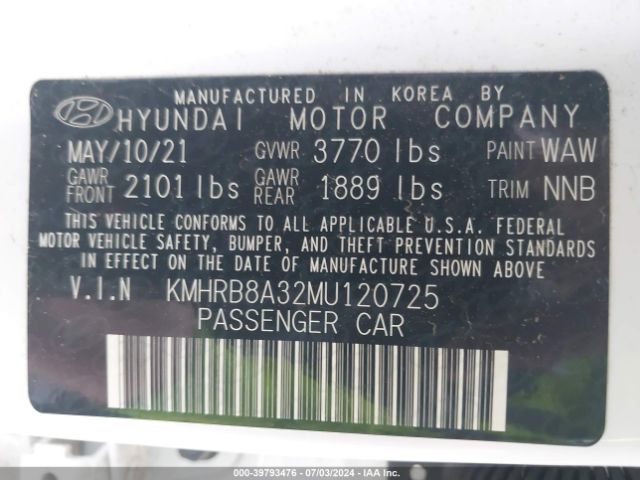 MANUFACTURED IN KOREA BY
HYUNDAI MOTOR COMPANY
MAY/10/21 GVWR 3770 lbs PAINT WAW
GAWR FRONT 2101 lbs GAWR REAR 1889 lbs TRIM NNB
THIS VEHICLE CONFORMS TO ALL APPLICABLE U.S.A. FEDERAL
MOTOR VEHICLE SAFETY, BUMPER, AND THEFT PREVENTION STANDARDS
IN EFFECT ON THE DATE OF MANUFACTURE SHOWN ABOVE
V.I.N KMHRB8A32MU120725
PASSENGER CAR
000-39793476 - 07/03/2024 - IAA Inc.